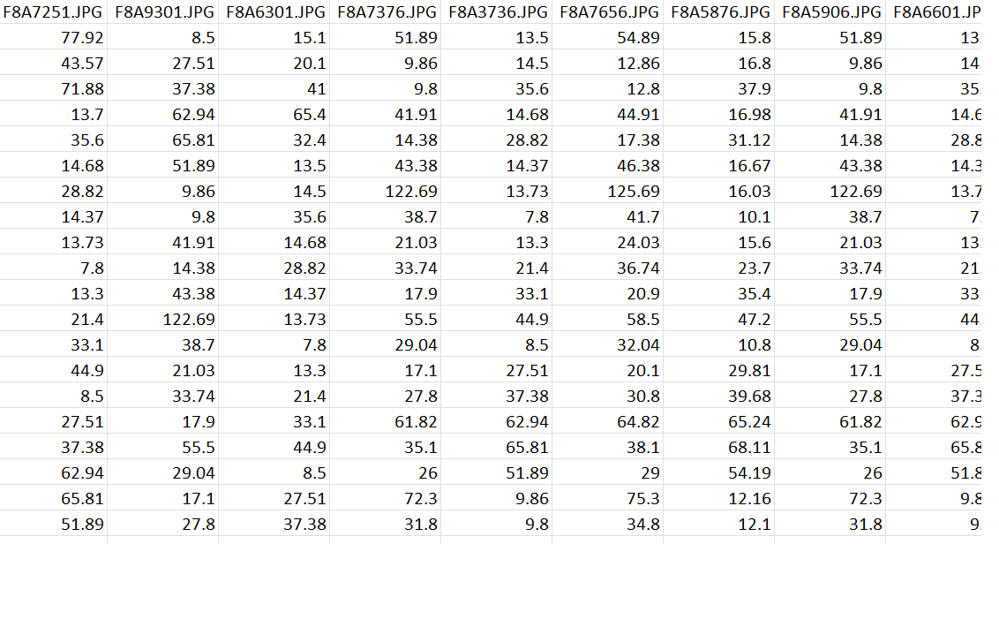 F8A7251.JPG F8A9301.JPG F8A6301.JPG F8A7376.JPG F8A3736.JPG F8A7656.JPG F8A5876.JPG F8A5906.JPG F8A6601.JP
77.92 8.5 15.1 51.89 13.5 54.89 15.8 51.89 13.
43.57 27.51 20.1 9.86 14.5 12.86 16.8 9.86 14.
71.88 37.38 41 9.8 35.6 12.8 37.9 9.8 35.
13.7 62.94 65.4 41.91 14.68 44.91 16.98 41.91 14.6
35.6 65.81 32.4 14.38 28.82 17.38 31.12 14.38 28.8
14.68 51.89 13.5 43.38 14.37 46.38 16.67 43.38 14.3
28.82 9.86 14.5 122.69 13.73 125.69 16.03 122.69 13.7
14.37 9.8 35.6 38.7 7.8 41.7 10.1 38.7 7.
13.73 41.91 14.68 21.03 13.3 24.03 15.6 21.03 13.
7.8 14.38 28.82 33.74 21.4 36.74 23.7 33.74 21.
13.3 43.38 14.37 17.9 33.1 20.9 35.4 17.9 33.
21.4 122.69 13.73 55.5 44.9 58.5 47.2 55.5 44.
33.1 38.7 7.8 29.04 8.5 32.04 10.8 29.04 8.
44.9 21.03 13.3 17.1 27.51 20.1 29.81 17.1 27.5
8.5 33.74 21.4 27.8 37.38 30.8 39.68 27.8 37.3
27.51 17.9 33.1 61.82 62.94 64.82 65.24 61.82 62.9
37.38 55.5 44.9 35.1 65.81 38.1 68.11 35.1 65.8
62.94 29.04 8.5 26 51.89 29 54.19 26 51.8
65.81 17.1 27.51 72.3 9.86 75.3 12.16 72.3 9.8
51.89 27.8 37.38 31.8 9.8 34.8 12.1 31.8 9.